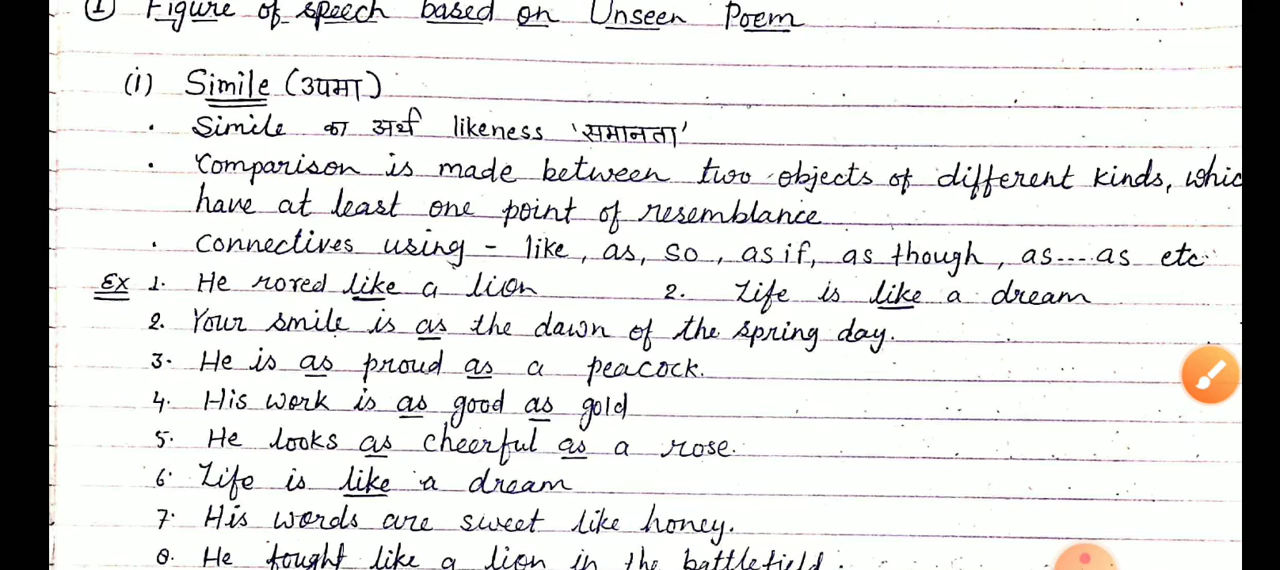 ① Figure of speech based on Unseen Poem
(i) Simile (उपमा)
· Simile का अर्थ likeness 'समानता'
· Comparison is made between two objects of different kinds, whic
have at least one point of resemblance
· Connectives using – like, as, so, as if, as though, as....as etc.
Ex 1. He rored like a lion 2. Life is like a dream
2. Your smile is as the dawn of the spring day.
3. He is as proud as a peacock.
4. His work is as good as gold
5. He looks as cheerful as a rose.
6. Life is like a dream
7. His words are sweet like honey.
8. He fought like a lion in the battlefield.